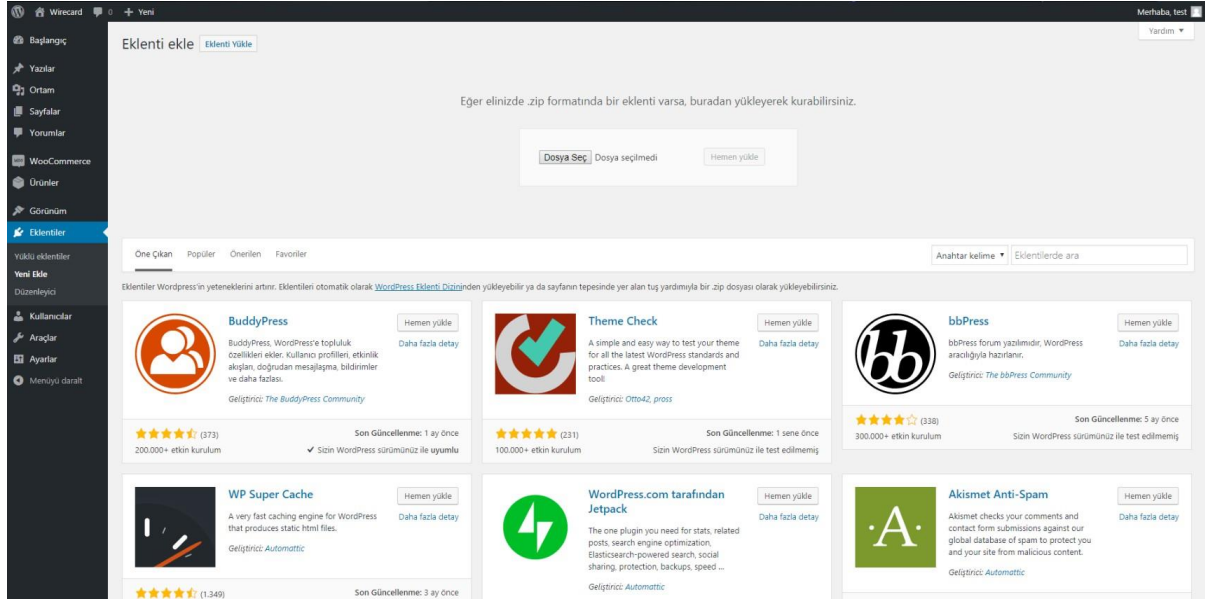 Wirecard 0 + Yeni
Merhaba, test
Yardım ▼
Başlangıç
Yazılar
Ortam
Sayfalar
Yorumlar
WooCommerce
Ürünler
Görünüm
Eklentiler
Yüklü eklentiler
Yeni Ekle
Düzenleyici
Kullanıcılar
Araçlar
Ayarlar
Menüyü daralt
Eklenti ekle Eklenti Yükle
Eğer elinizde .zip formatında bir eklenti varsa, buradan yükleyerek kurabilirsiniz.
Dosya Seç Dosya seçilmedi Hemen yükle
Öne Çıkan Popüler Önerilen Favoriler
Anahtar kelime ▼ Eklentilerde ara
Eklentiler Wordpress'in yeteneklerini artırır. Eklentileri otomatik olarak WordPress Eklenti Dizininden yükleyebilir ya da sayfanın tepesinde yer alan tuş yardımıyla bir .zip dosyası olarak yükleyebilirsiniz.
BuddyPress
Hemen yükle
Daha fazla detay
BuddyPress, WordPress'e topluluk
özellikleri ekler. Kullanıcı profilleri, etkinlik
akışları, doğrudan mesajlaşma, bildirimler
ve daha fazlası.
Geliştirici: The BuddyPress Community
(373)
200.000+ etkin kurulum
Son Güncellenme: 1 ay önce
✔ Sizin WordPress sürümünüz ile uyumlu
Theme Check
Hemen yükle
Daha fazla detay
A simple and easy way to test your theme
for all the latest WordPress standards and
practices. A great theme development
tool!
Geliştirici: Otto42, pross
(231)
100.000+ etkin kurulum
Son Güncellenme: 1 sene önce
Sizin WordPress sürümünüz ile test edilmemiş
bb
bbPress
Hemen yükle
Daha fazla detay
bbPress forum yazılımıdır, WordPress
aracılığıyla hazırlanır.
Geliştirici: The bbPress Community
(338)
300.000+ etkin kurulum
Son Güncellenme: 5 ay önce
Sizin WordPress sürümünüz ile test edilmemiş
WP Super Cache
Hemen yükle
Daha fazla detay
A very fast caching engine for WordPress
that produces static html files.
Geliştirici: Automattic
(1.349)
Son Güncellenme: 3 ay önce
WordPress.com tarafından
Jetpack
Hemen yükle
Daha fazla detay
The one plugin you need for stats, related
posts, search engine optimization,
Elasticsearch-powered search, social
sharing, protection, backups, speed ...
Geliştirici: Automattic
·A·
Akismet Anti-Spam
Hemen yükle
Daha fazla detay
Akismet checks your comments and
contact form submissions against our
global database of spam to protect you
and your site from malicious content.
Geliştirici: Automattic